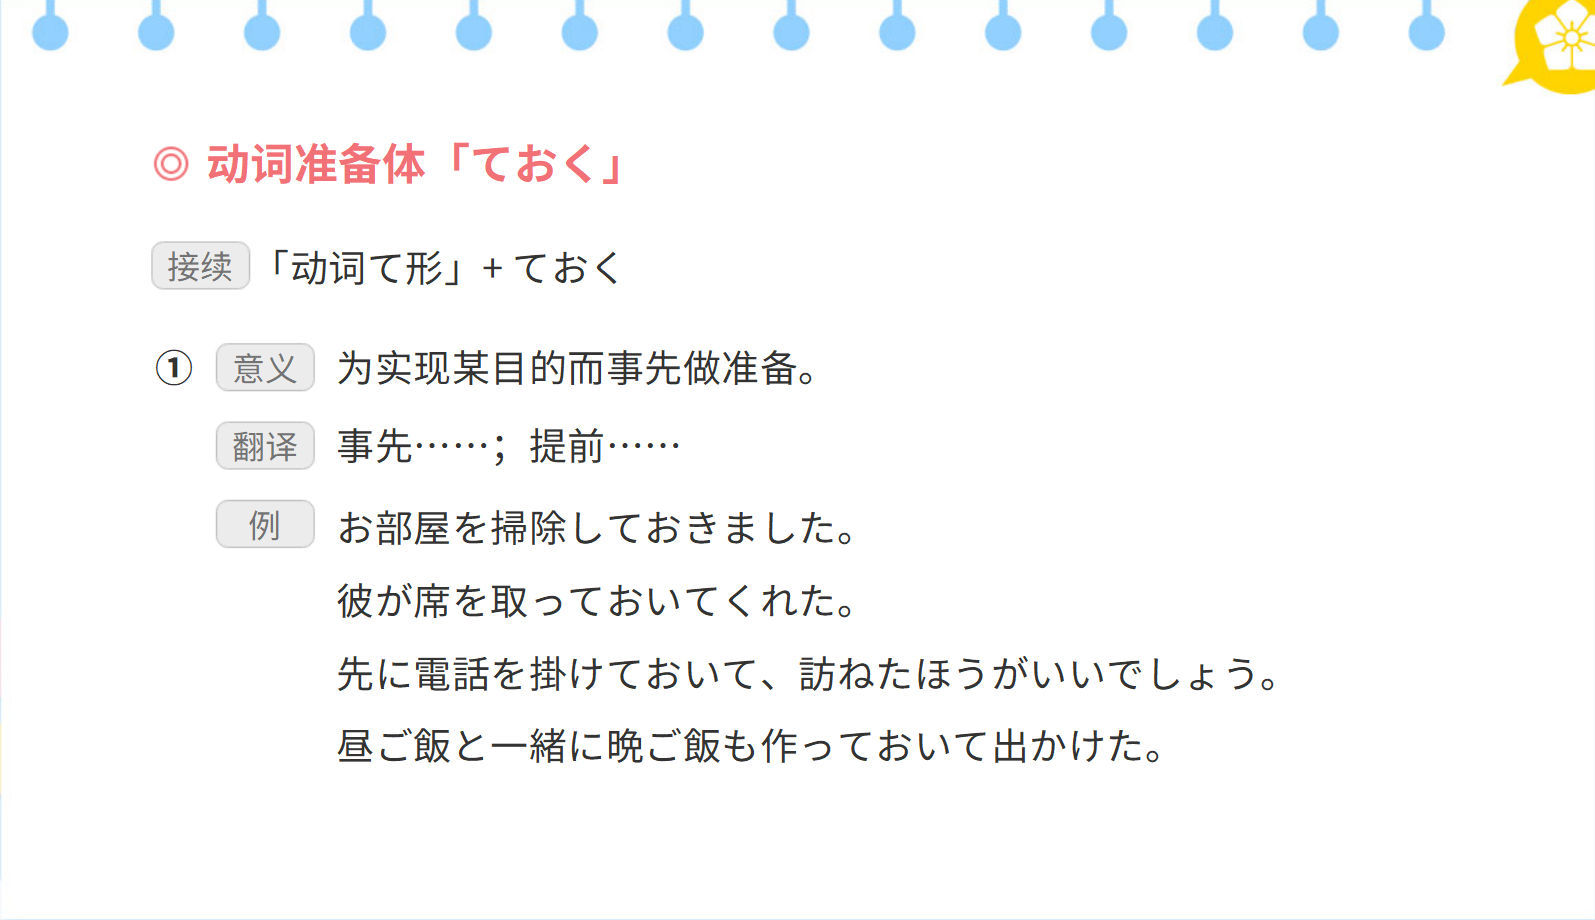 ◎ 动词准备体「ておく」
接续 「动词て形」+ ておく
① 意义 为实现某目的而事先做准备。
翻译 事先……；提前……
例 お部屋を掃除しておきました。
彼が席を取っておいてくれた。
先に電話を掛けておいて、訪ねたほうがいいでしょう。
昼ご飯と一緒に晩ご飯も作っておいて出かけた。